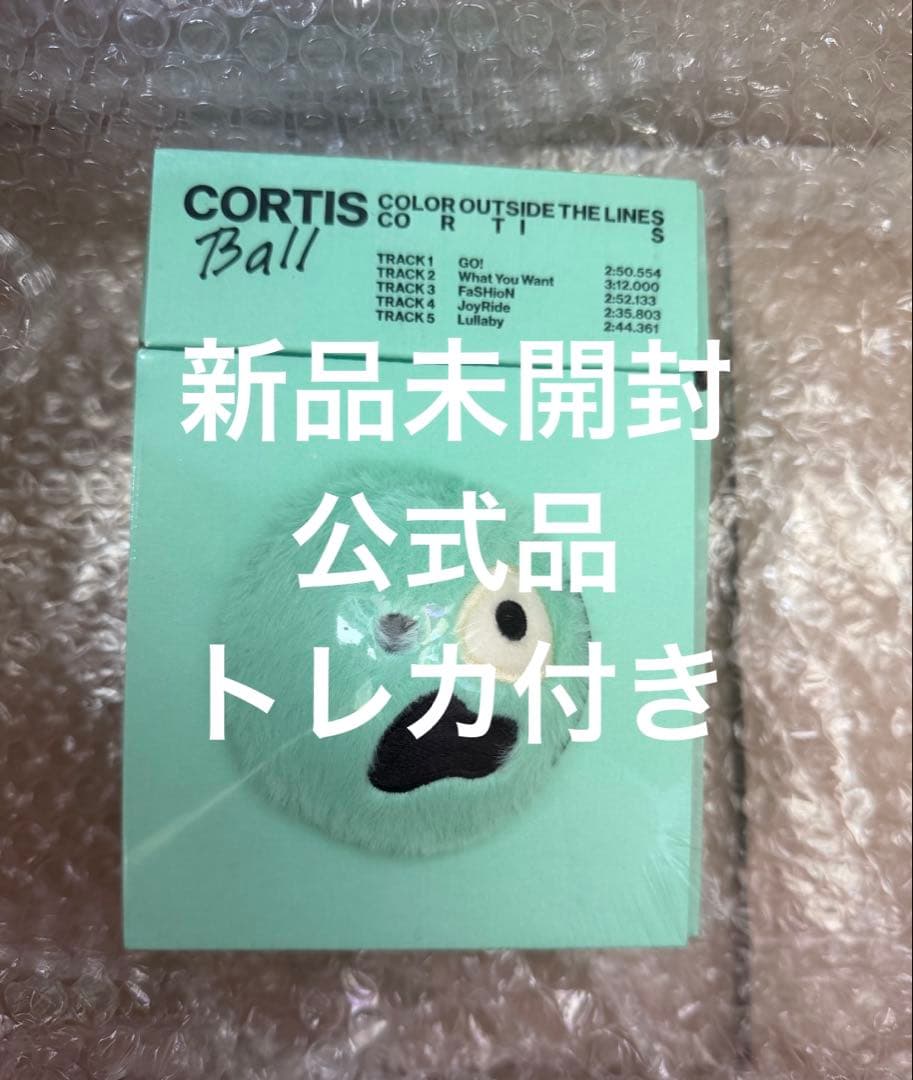 CORTIS
Ball
COLOR OUTSIDE THE LINES
CO R T I S
TRACK 1 GO! 2:50.554
TRACK 2 What You Want 3:12.000
TRACK 3 FaSHioN 2:52.133
TRACK 4 JoyRide 2:35.803
TRACK 5 Lullaby 2:44.361
新品未開封
公式品
トレカ付き